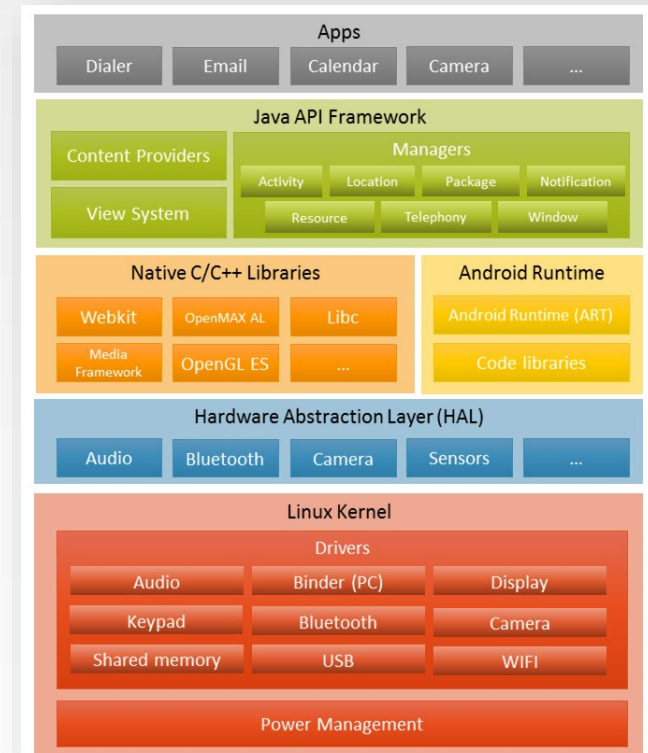 Apps
Dialer Email Calendar Camera ...
Java API Framework
Content Providers
View System
Managers
Activity Location Package Notification
Resource Telephony Window
Native C/C++ Libraries
Webkit OpenMAX AL Libc
Media
Framework
OpenGL ES ...
Android Runtime
Android Runtime (ART)
Code libraries
Hardware Abstraction Layer (HAL)
Audio Bluetooth Camera Sensors ...
Linux Kernel
Drivers
Audio Binder (PC) Display
Keypad Bluetooth Camera
Shared memory USB WIFI
Power Management